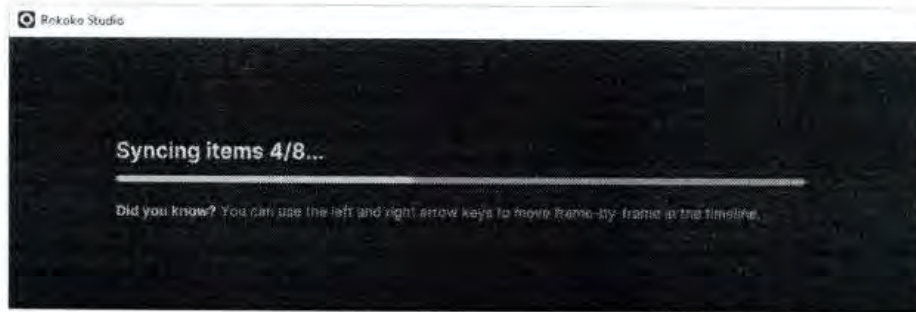 Rokoko Studio
Syncing items 4/8...
Did you know? You can use the left and right arrow keys to move frame-by-frame in the timeline.